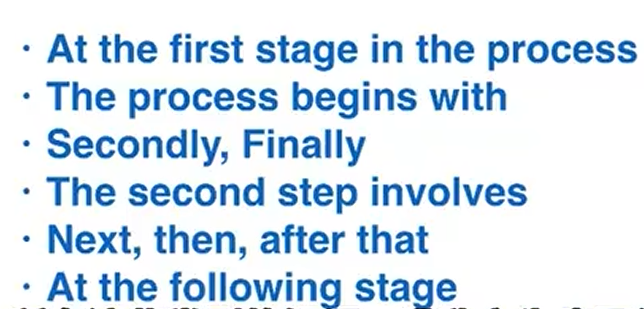 · At the first stage in the process
· The process begins with
· Secondly, Finally
· The second step involves
· Next, then, after that
· At the following stage